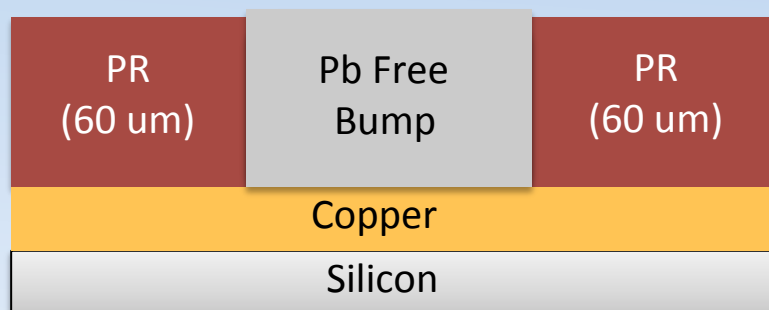 PR
(60 um)
Pb Free
Bump
PR
(60 um)
Copper
Silicon